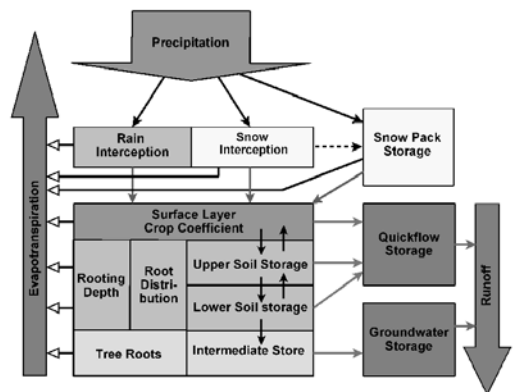 Precipitation
Rain
Interception
Snow
Interception
Snow Pack
Storage
Evapotranspiration
Surface Layer
Crop Coefficient
Rooting
Depth
Root
Distri-
bution
Upper Soil Storage
Lower Soil storage
Tree Roots
Intermediate Store
Quickflow
Storage
Groundwater
Storage
Runoff